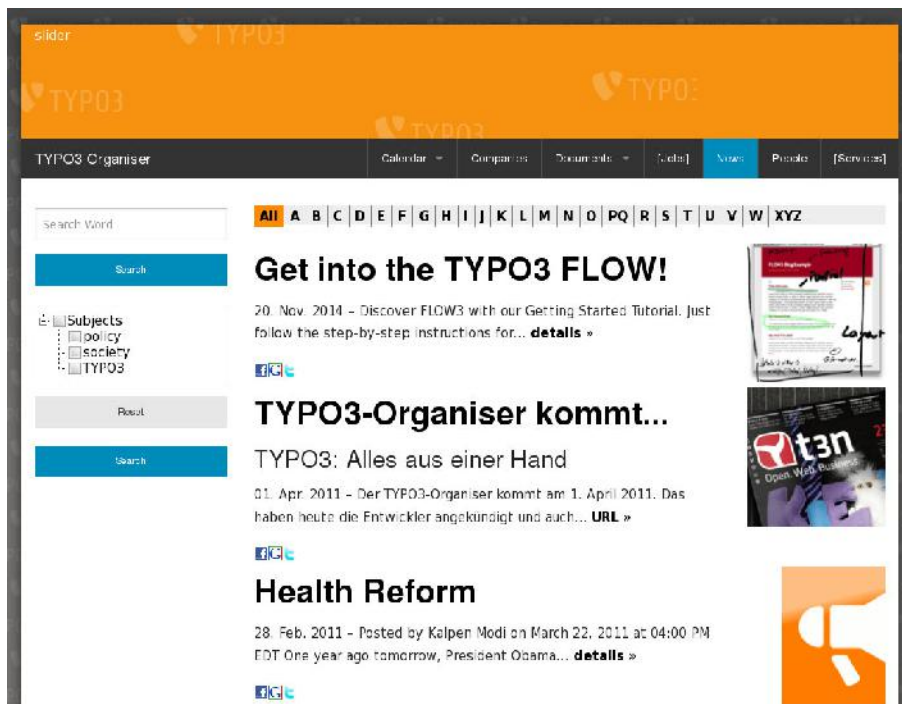 slider
TYPO3
TYPO3
TYPO3
TYPO3
TYPO3 Organiser
Calendar
Companies
Documents
[Jobs]
News
People
[Services]
Search Word
Search
Subjects
policy
society
TYPO3
Reset
Search
All A B C D E F G H I J K L M N O PQ R S T U V W XYZ
Get into the TYPO3 FLOW!
20. Nov. 2014 – Discover FLOW3 with our Getting Started Tutorial. Just
follow the step-by-step instructions for... details »
Layout
TYPO3-Organiser kommt...
TYPO3: Alles aus einer Hand
01. Apr. 2011 – Der TYPO3-Organiser kommt am 1. April 2011. Das
haben heute die Entwickler angekündigt und auch... URL »
t3n
Open. Web. Business.
Health Reform
28. Feb. 2011 – Posted by Kalpen Modi on March 22, 2011 at 04:00 PM
EDT One year ago tomorrow, President Obama... details »